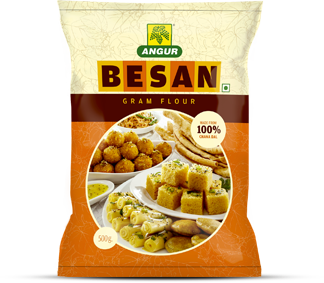 ANGUR
BESAN
GRAM FLOUR
MADE FROM
100%
CHANA DAL
500g